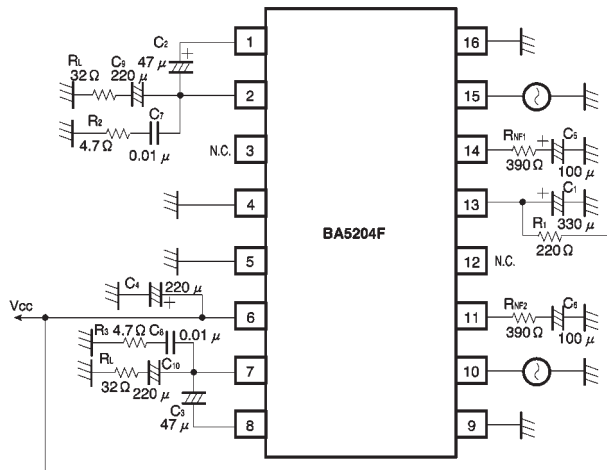 C2
+
47 µ
1
16
RL
32 Ω
C9
220 µ
2
15
R2
4.7 Ω
C7
0.01 µ
N.C.
3
14
RNF1
390 Ω
+
C5
100 µ
4
BA5204F
13
+
C1
330 µ
R1
220 Ω
5
12
N.C.
C4
220 µ
+
VCC
6
11
RNF2
390 Ω
C6
100 µ
R3
4.7 Ω
C8
0.01 µ
RL
32 Ω
C10
220 µ
7
10
C3
47 µ
8
9